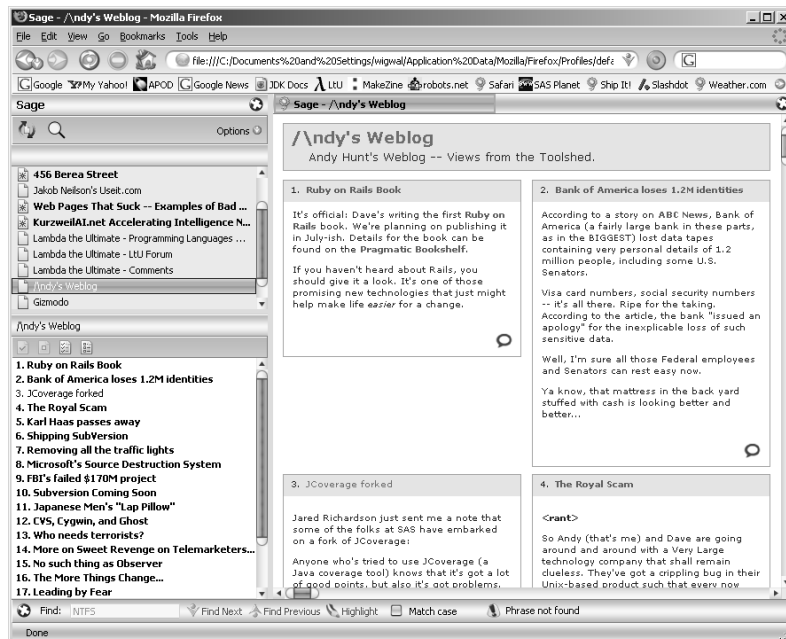 Sage - /\ndy's Weblog - Mozilla Firefox
File Edit View Go Bookmarks Tools Help
file:///C:/Documents%20and%20Settings/wigwal/Application%20Data/Mozilla/Firefox/Profiles/defa
Google My Yahoo! APOD Google News JDK Docs LtU MakeZine robots.net Safari SAS Planet Ship It! Slashdot Weather.com
Sage
Sage - /\ndy's Weblog
Options
456 Berea Street
Jakob Neilson's Useit.com
Web Pages That Suck -- Examples of Bad ...
KurzweilAI.net Accelerating Intelligence N...
Lambda the Ultimate - Programming Languages ...
Lambda the Ultimate - LtU Forum
Lambda the Ultimate - Comments
/\ndy's Weblog
Gizmodo
/\ndy's Weblog
1. Ruby on Rails Book
2. Bank of America loses 1.2M identities
3. JCoverage forked
4. The Royal Scam
5. Karl Haas passes away
6. Shipping SubVersion
7. Removing all the traffic lights
8. Microsoft's Source Destruction System
9. FBI's failed $170M project
10. Subversion Coming Soon
11. Japanese Men's "Lap Pillow"
12. CVS, Cygwin, and Ghost
13. Who needs terrorists?
14. More on Sweet Revenge on Telemarketers...
15. No such thing as Observer
16. The More Things Change...
17. Leading by Fear
/\ndy's Weblog
Andy Hunt's Weblog -- Views from the Toolshed.
1. Ruby on Rails Book
It's official: Dave's writing the first Ruby on
Rails book. We're planning on publishing it
in July-ish. Details for the book can be
found on the Pragmatic Bookshelf.
If you haven't heard about Rails, you
should give it a look. It's one of those
promising new technologies that just might
help make life easier for a change.
2. Bank of America loses 1.2M identities
According to a story on ABC News, Bank of
America (a fairly large bank in these parts,
as in the BIGGEST) lost data tapes
containing very personal details of 1.2
million people, including some U.S.
Senators.
Visa card numbers, social security numbers
-- it's all there. Ripe for the taking.
According to the article, the bank "issued an
apology" for the inexplicable loss of such
sensitive data.
Well, I'm sure all those Federal employees
and Senators can rest easy now.
Ya know, that mattress in the back yard
stuffed with cash is looking better and
better...
3. JCoverage forked
Jared Richardson just sent me a note that
some of the folks at SAS have embarked
on a fork of JCoverage:
Anyone who's tried to use JCoverage (a
Java coverage tool) knows that it's got a lot
of good points, but also it's got problems.
4. The Royal Scam
<rant>
So Andy (that's me) and Dave are going
around and around with a Very Large
technology company that shall remain
clueless. They've got a crippling bug in their
Unix-based product such that every now
Find: NTFS Find Next Find Previous Highlight Match case Phrase not found
Done